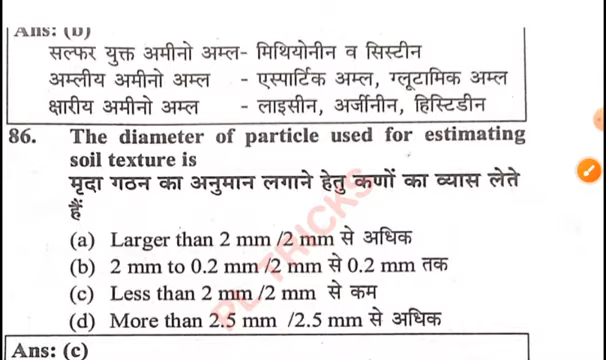 Ans: (b)
सल्फर युक्त अमीनो अम्ल- मिथियोनीन व सिस्टीन
अम्लीय अमीनो अम्ल - एस्पार्टिक अम्ल, ग्लूटामिक अम्ल
क्षारीय अमीनो अम्ल - लाइसीन, अर्जीनीन, हिस्टिडीन
86. The diameter of particle used for estimating
soil texture is
मृदा गठन का अनुमान लगाने हेतु कणों का व्यास लेते
हैं
(a) Larger than 2 mm /2 mm से अधिक
(b) 2 mm to 0.2 mm /2 mm से 0.2 mm तक
(c) Less than 2 mm /2 mm से कम
(d) More than 2.5 mm /2.5 mm से अधिक
PL TRICKS
Ans: (c)